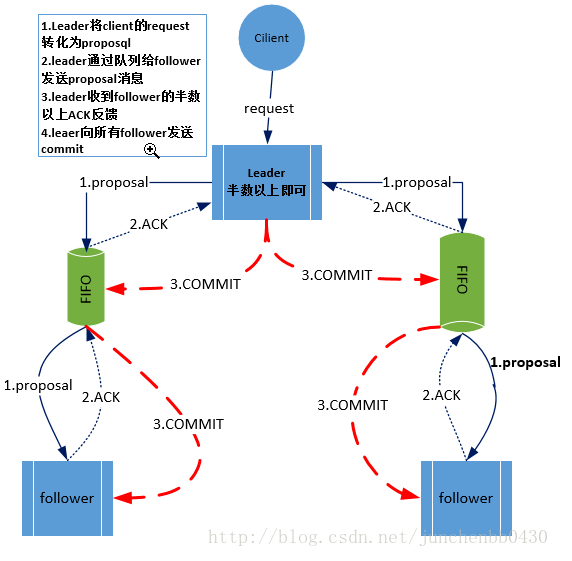 1.Leader将client的request
转化为proposql
2.leader通过队列给follower
发送proposal消息
3.leader收到follower的半数
以上ACK反馈
4.leaer向所有follower发送
commit
Cilient
request
Leader
半数以上即可
1.proposal
1.proposal
2.ACK
2.ACK
FIFO
FIFO
3.COMMIT
3.COMMIT
1.proposal
1.proposal
2.ACK
2.ACK
3.COMMIT
3.COMMIT
follower
follower
http://blog.csdn.net/junchenbb0430